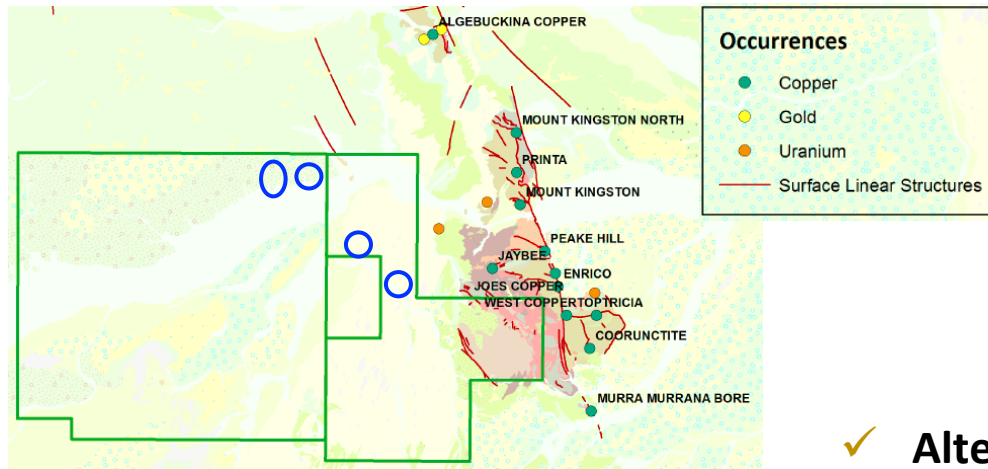 ALGEBUCKINA COPPER
Occurrences
Copper
Gold
Uranium
Surface Linear Structures
MOUNT KINGSTON NORTH
PRINTA
MOUNT KINGSTON
PEAKE HILL
JAYBEE
ENRICO
JOES COPPER
WEST COPPERTOPTRICIA
COORUNCTITE
MURRA MURRANA BORE
✓ Alte